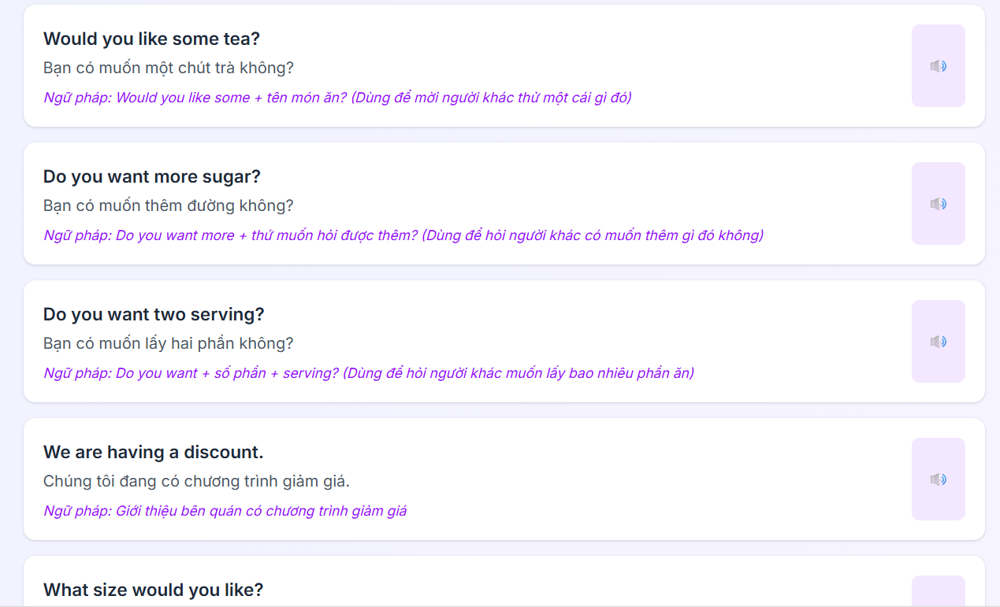 Would you like some tea?
Bạn có muốn một chút trà không?
Ngữ pháp: Would you like some + tên món ăn? (Dùng để mời người khác thử một cái gì đó)
Do you want more sugar?
Bạn có muốn thêm đường không?
Ngữ pháp: Do you want more + thứ muốn hỏi được thêm? (Dùng để hỏi người khác có muốn thêm gì đó không)
Do you want two serving?
Bạn có muốn lấy hai phần không?
Ngữ pháp: Do you want + số phần + serving? (Dùng để hỏi người khác muốn lấy bao nhiêu phần ăn)
We are having a discount.
Chúng tôi đang có chương trình giảm giá.
Ngữ pháp: Giới thiệu bên quán có chương trình giảm giá
What size would you like?